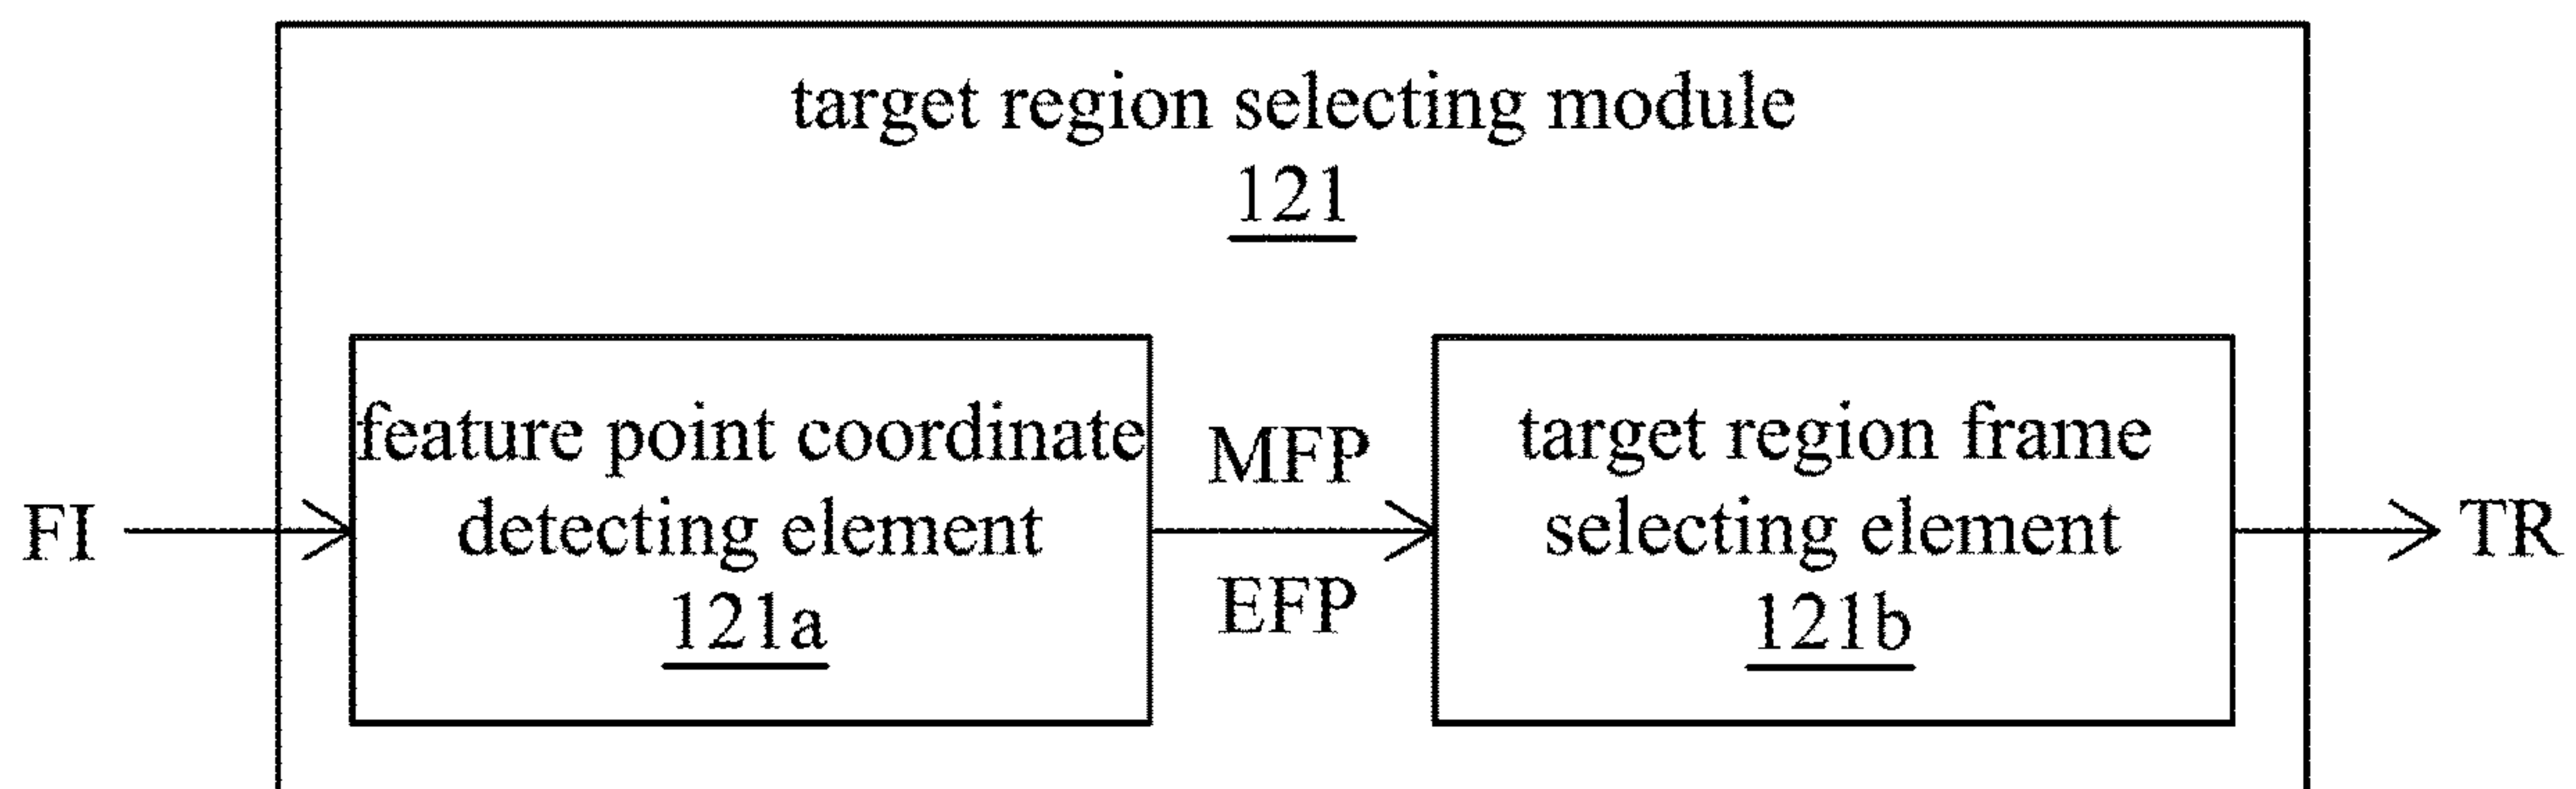 target region selecting module
121
feature point coordinate
detecting element
121a
MFP
EFP
target region frame
selecting element
121b
FI
TR